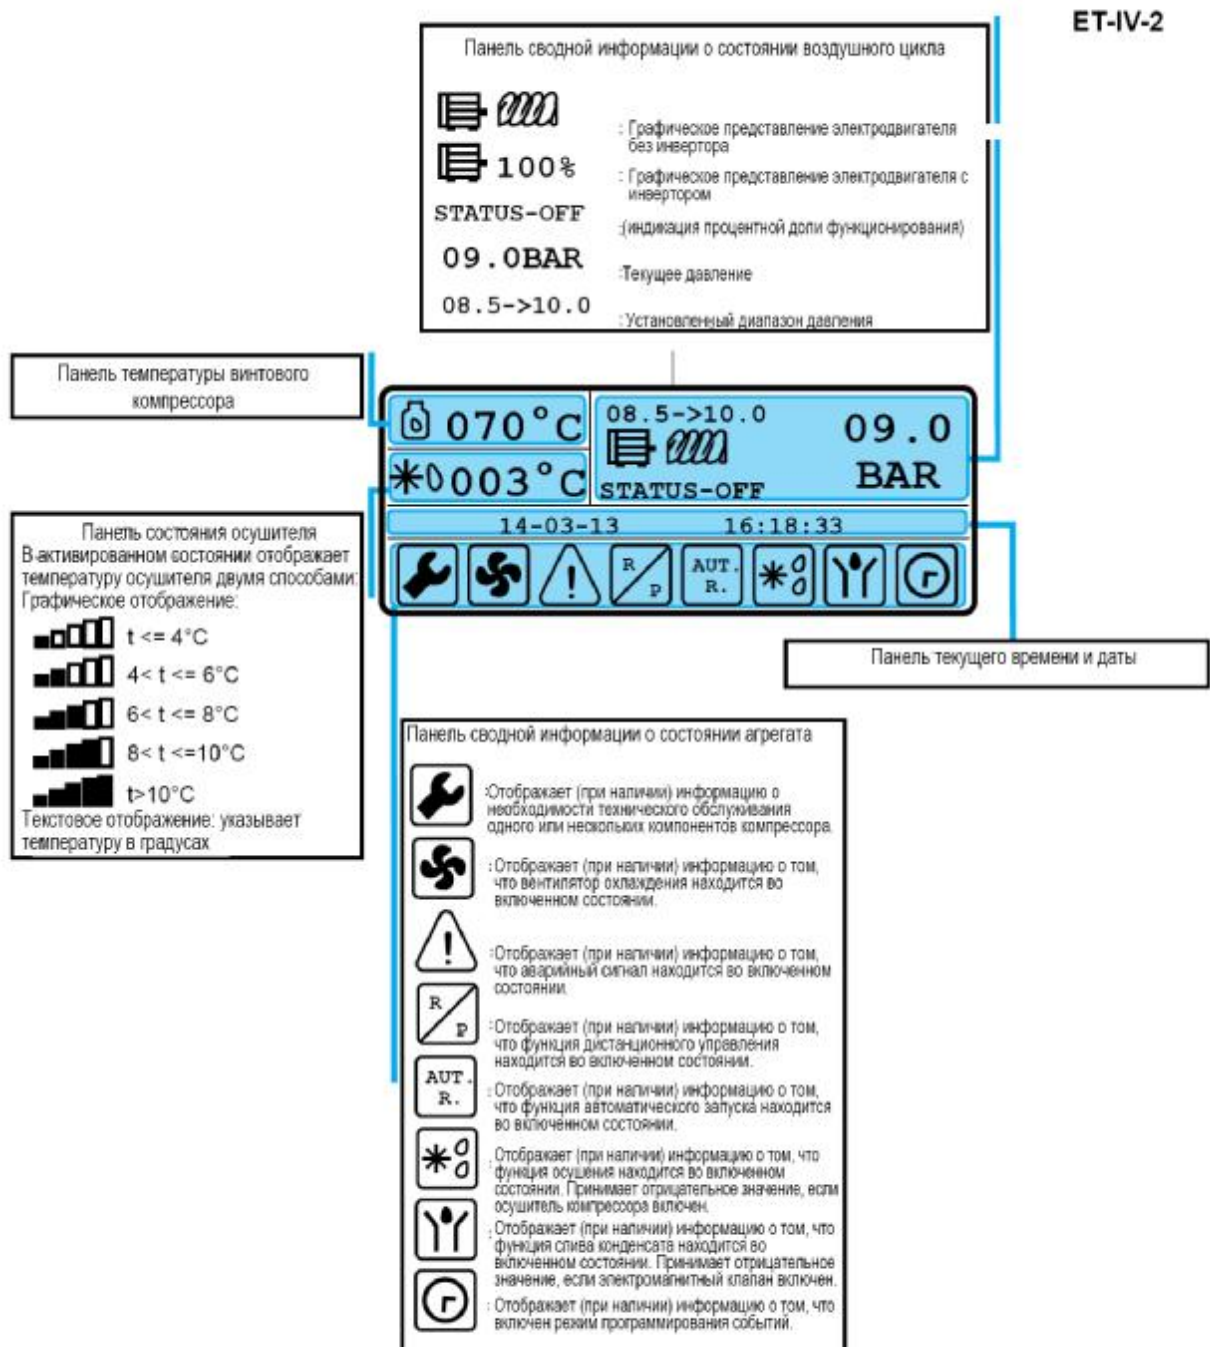 ET-IV-2
Панель сводной информации о состоянии воздушного цикла
: Графическое представление электродвигателя
без инвертора
100%
: Графическое представление электродвигателя с
инвертором
STATUS-OFF
:(индикация процентной доли функционирования)
09.0BAR
:Текущее давление
08.5->10.0
: Установленный диапазон давления
Панель температуры винтового
компрессора
070°C
003°C
08.5->10.0
STATUS-OFF
09.0
BAR
14-03-13 16:18:33
R
P
AUT.
R.
Панель состояния осушителя
В активированном состоянии отображает
температуру осушителя двумя способами:
Графическое отображение:
t <= 4°C
4< t <= 6°C
6< t <= 8°C
8< t <=10°C
t>10°C
Текстовое отображение: указывает
температуру в градусах
Панель текущего времени и даты
Панель сводной информации о состоянии агрегата
:Отображает (при наличии) информацию о
необходимости технического обслуживания
одного или нескольких компонентов компрессора.
: Отображает (при наличии) информацию о том,
что вентилятор охлаждения находится во
включенном состоянии.
:Отображает (при наличии) информацию о том,
что аварийный сигнал находится во включенном
состоянии.
R
P
:Отображает (при наличии) информацию о том,
что функция дистанционного управления
находится во включенном состоянии.
AUT.
R.
: Отображает (при наличии) информацию о том,
что функция автоматического запуска находится
во включенном состоянии.
: Отображает (при наличии) информацию о том, что
функция осушения находится во включенном
состоянии. Принимает отрицательное значение, если
осушитель компрессора включен.
: Отображает (при наличии) информацию о том, что
функция слива конденсата находится во
включенном состоянии. Принимает отрицательное
значение, если электромагнитный клапан включен.
: Отображает (при наличии) информацию о том, что
включен режим программирования событий.